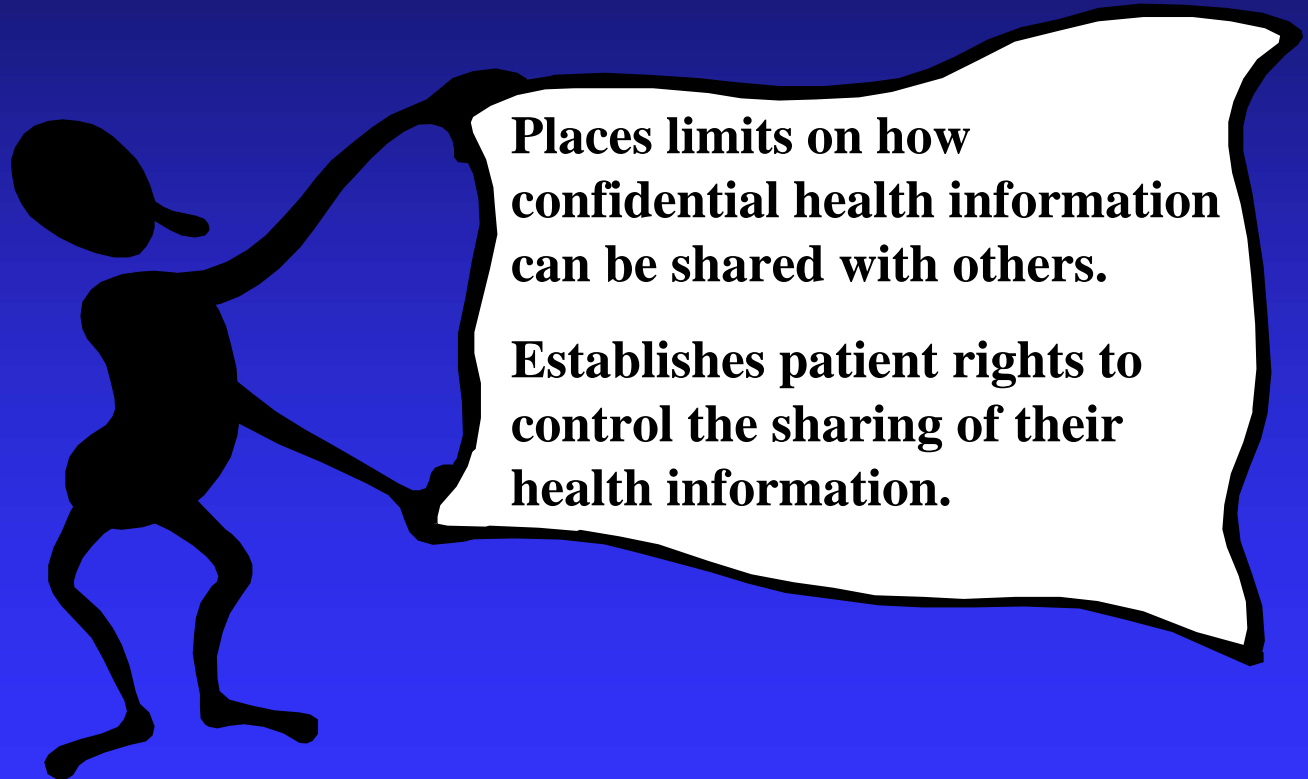 Places limits on how
confidential health information
can be shared with others.
Establishes patient rights to
control the sharing of their
health information.